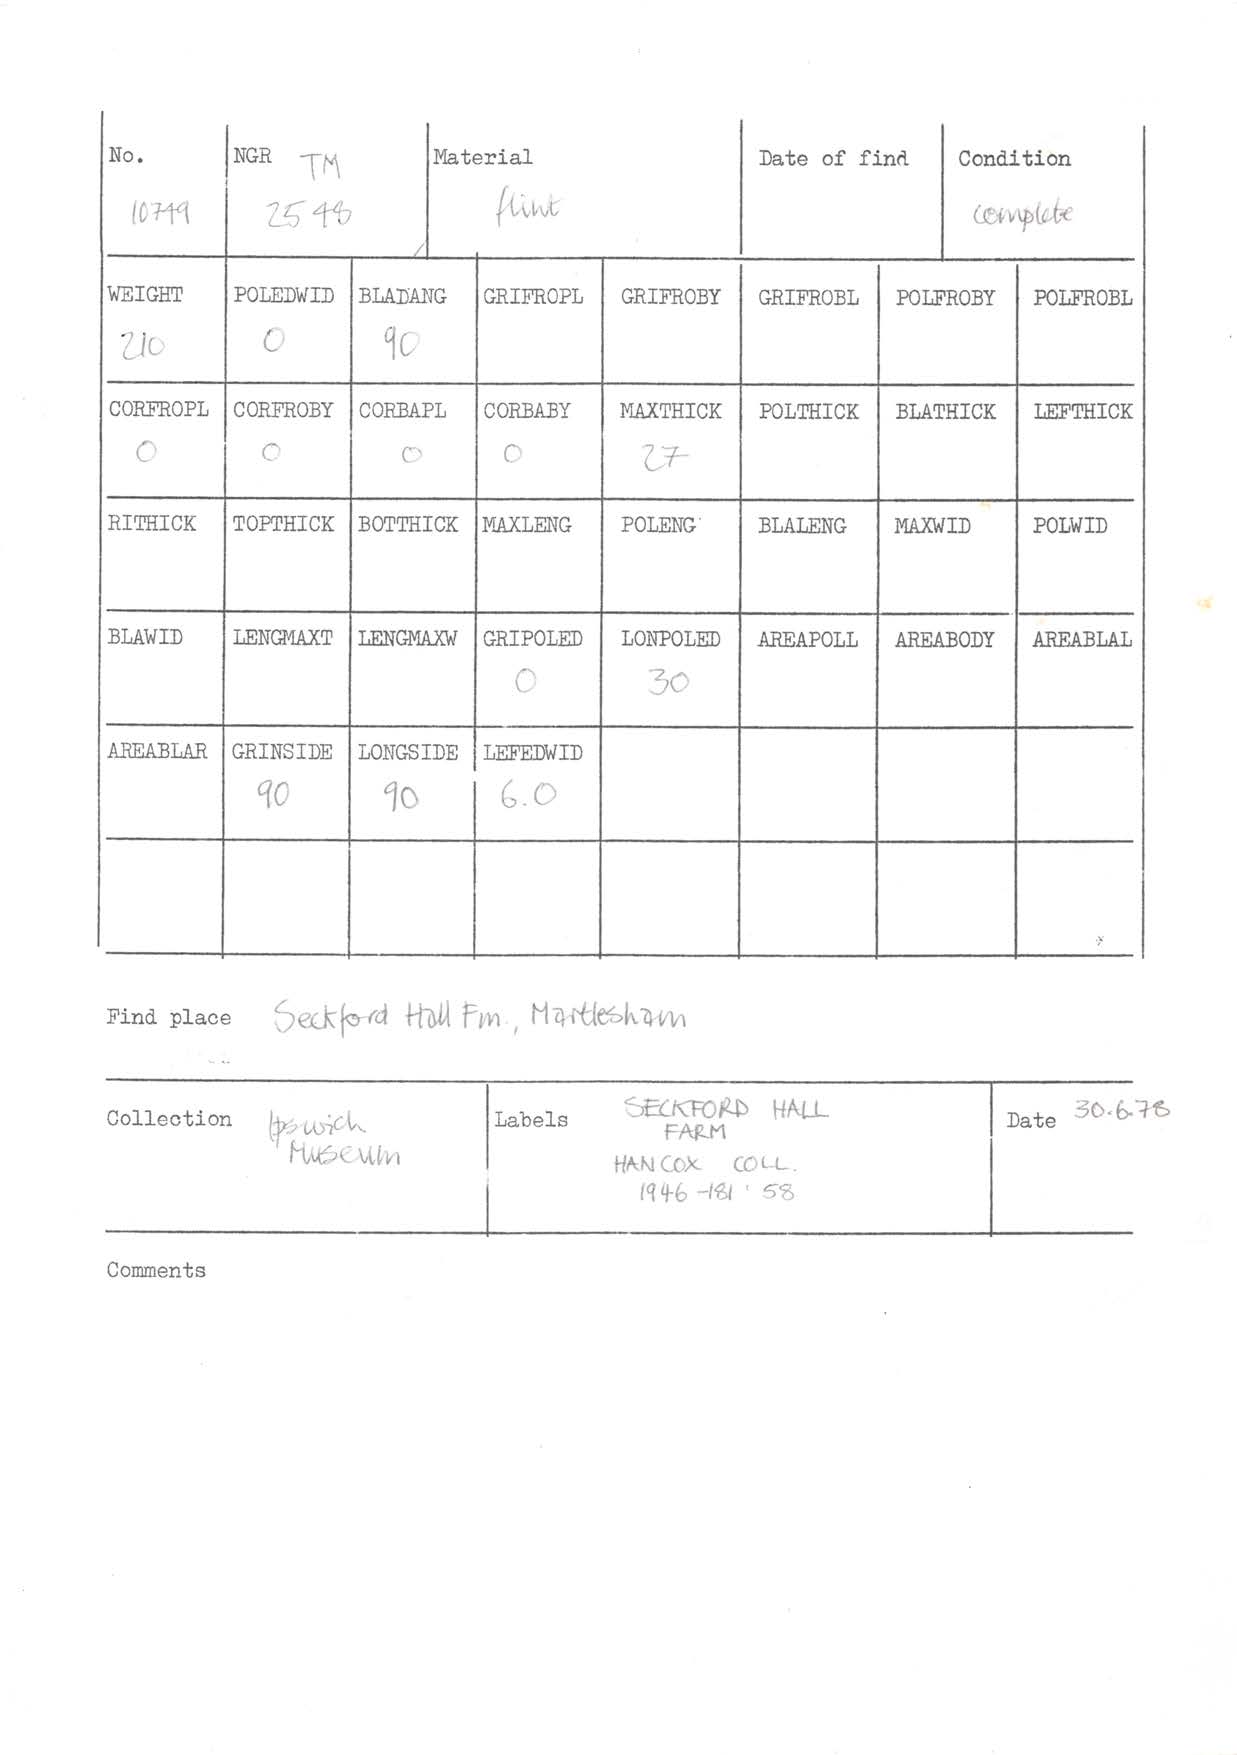 No. NGR TM Material Date of find Condition
10749 25 48 flint complete
WEIGHT POLEDWID BLADANG GRIFROPL GRIFROBY GRIFROBL POLFROBY POLFROBL
210 0 90
CORFROPL CORFROBY CORBAPL CORBABY MAXTHICK POLTHICK BLATHICK LEFTHICK
0 0 0 0 27
RITHICK TOPTHICK BOTTHICK MAXLENG POLENG BLALENG MAXWID POLWID
BLAWID LENGMAXT LENGMAXW GRIPOLED LONPOLED AREAPOLL AREABODY AREABLAL
0 30
AREABLAR GRINSIDE LONGSIDE LEFEDWID
90 90 6.0
Find place Seckford Hall Fm., Martlesham
Collection Ipswich Museum
Labels SECKFORD HALL
FARM
HANCOX COLL.
1946-181:58
Date 30.6.78
Comments